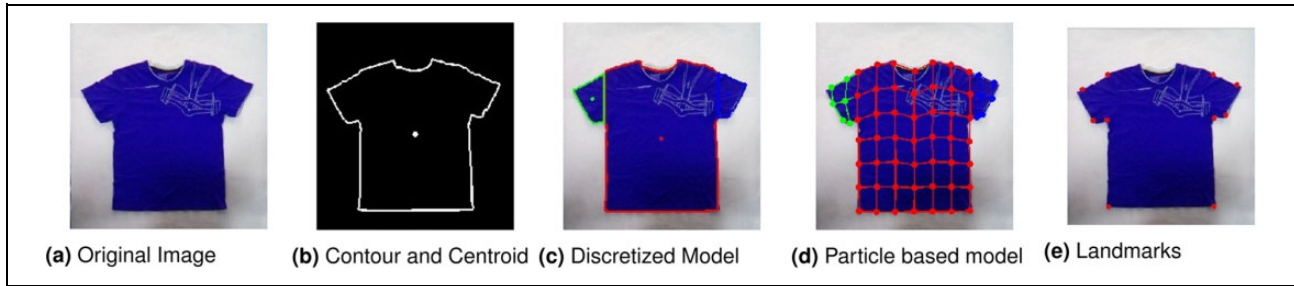 (a) Original Image
(b) Contour and Centroid
(c) Discretized Model
(d) Particle based model
(e) Landmarks